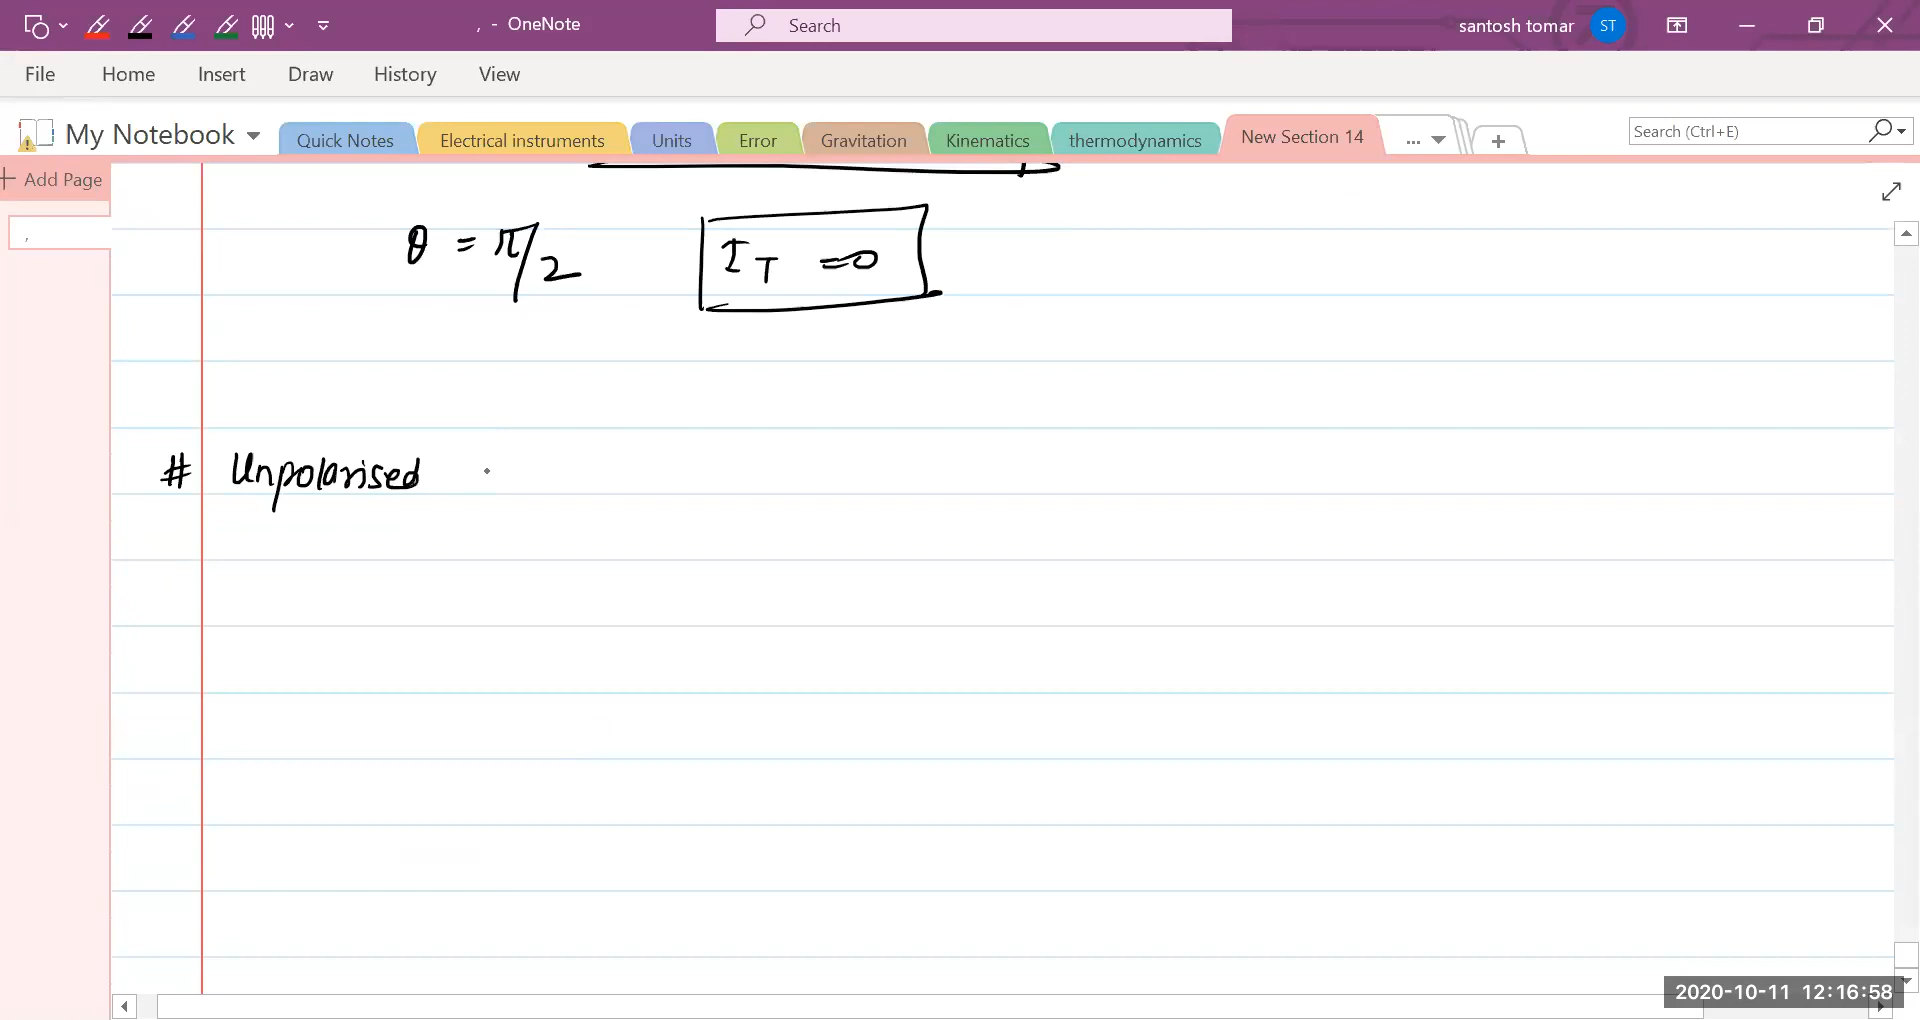 , - OneNote
Search
santosh tomar
ST
File Home Insert Draw History View
My Notebook
Quick Notes Electrical instruments Units Error Gravitation Kinematics thermodynamics New Section 14 ...
Search (Ctrl+E)
Add Page
,
θ = π/2 I_T = 0
# Unpolarised
2020-10-11 12:16:58